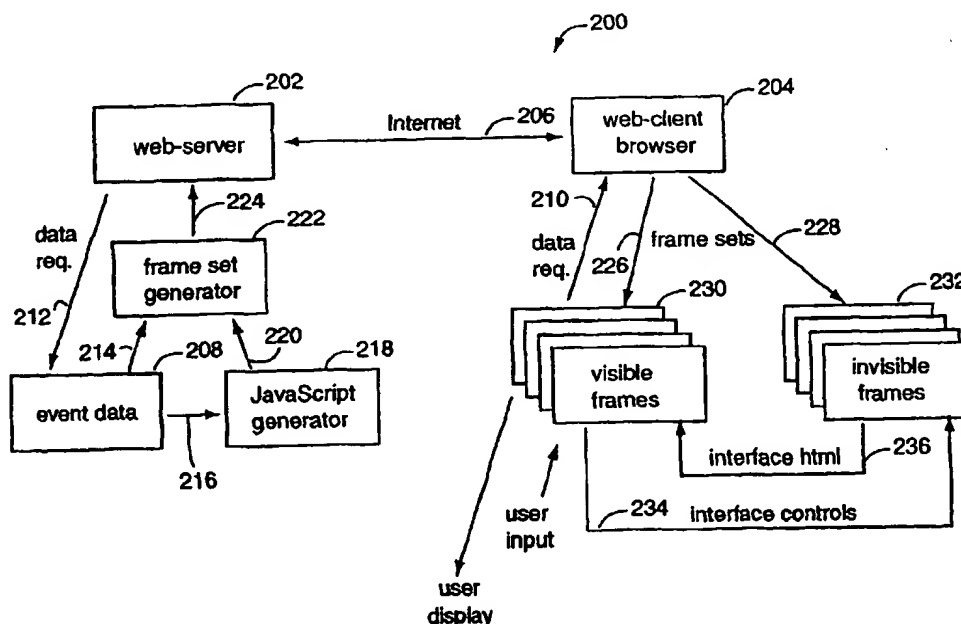 200
202
204
Internet
206
web-server
web-client
browser
224
222
210
228
data
req.
data
req.
226
frame sets
frame set
generator
230
232
212
214
208
220
218
event data
JavaScript
generator
visible
frames
invisible
frames
216
interface html
236
234
interface controls
user
input
user
display